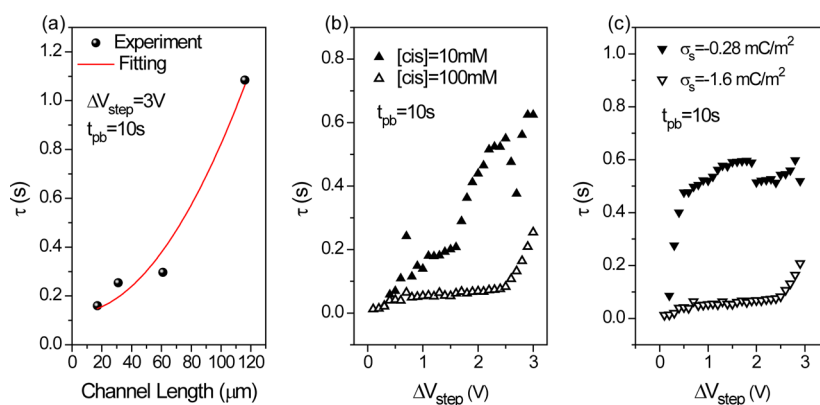 (a)
Experiment
Fitting
ΔV_step=3V
t_pb=10s
τ (s)
1.4
1.2
1.0
0.8
0.6
0.4
0.2
0.0
0 20 40 60 80 100 120
Channel Length (μm)
(b)
[cis]=10mM
[cis]=100mM
t_pb=10s
τ (s)
0.8
0.6
0.4
0.2
0.0
0 1 2 3
ΔV_step (V)
(c)
σ_s=-0.28 mC/m²
σ_s=-1.6 mC/m²
t_pb=10s
τ (s)
1.0
0.8
0.6
0.4
0.2
0.0
0 1 2 3
ΔV_step (V)